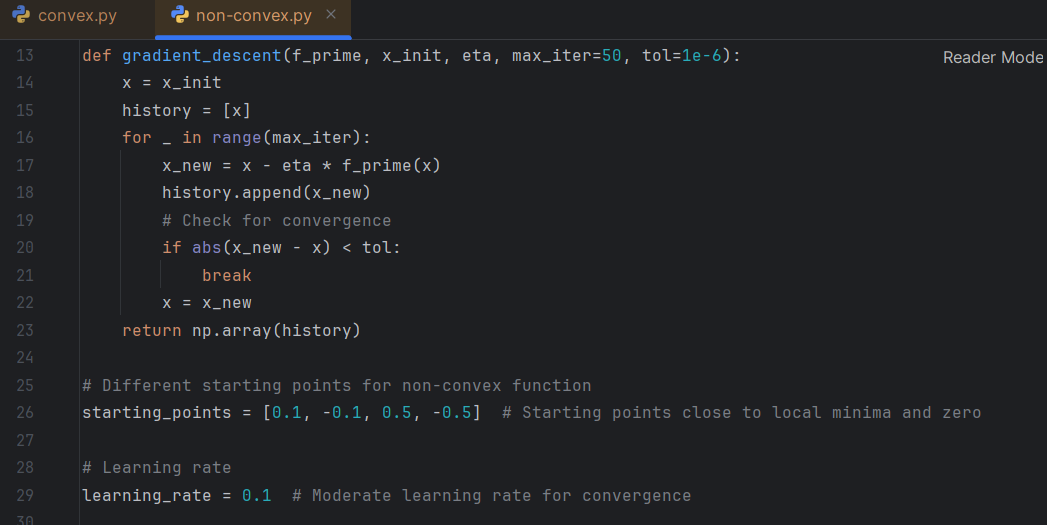 convex.py non-convex.py
Reader Mode
13 def gradient_descent(f_prime, x_init, eta, max_iter=50, tol=1e-6):
14     x = x_init
15     history = [x]
16     for _ in range(max_iter):
17         x_new = x - eta * f_prime(x)
18         history.append(x_new)
19         # Check for convergence
20         if abs(x_new - x) < tol:
21             break
22         x = x_new
23     return np.array(history)
24
25 # Different starting points for non-convex function
26 starting_points = [0.1, -0.1, 0.5, -0.5]  # Starting points close to local minima and zero
27
28 # Learning rate
29 learning_rate = 0.1  # Moderate learning rate for convergence
30